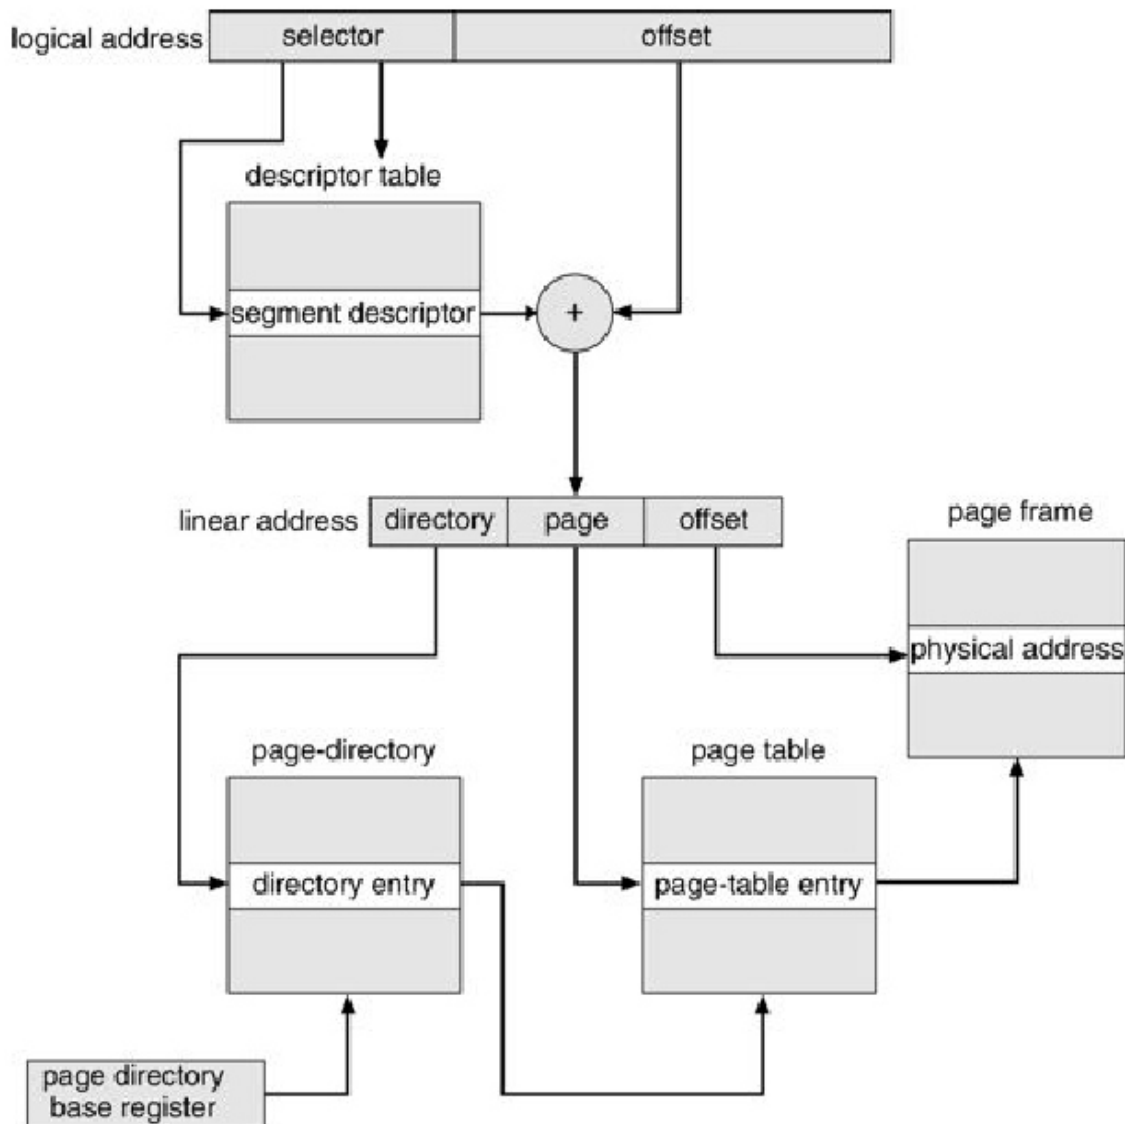 logical address
selector
offset
descriptor table
segment descriptor
+
linear address
directory
page
offset
page frame
physical address
page-directory
page table
directory entry
page-table entry
page directory
base register